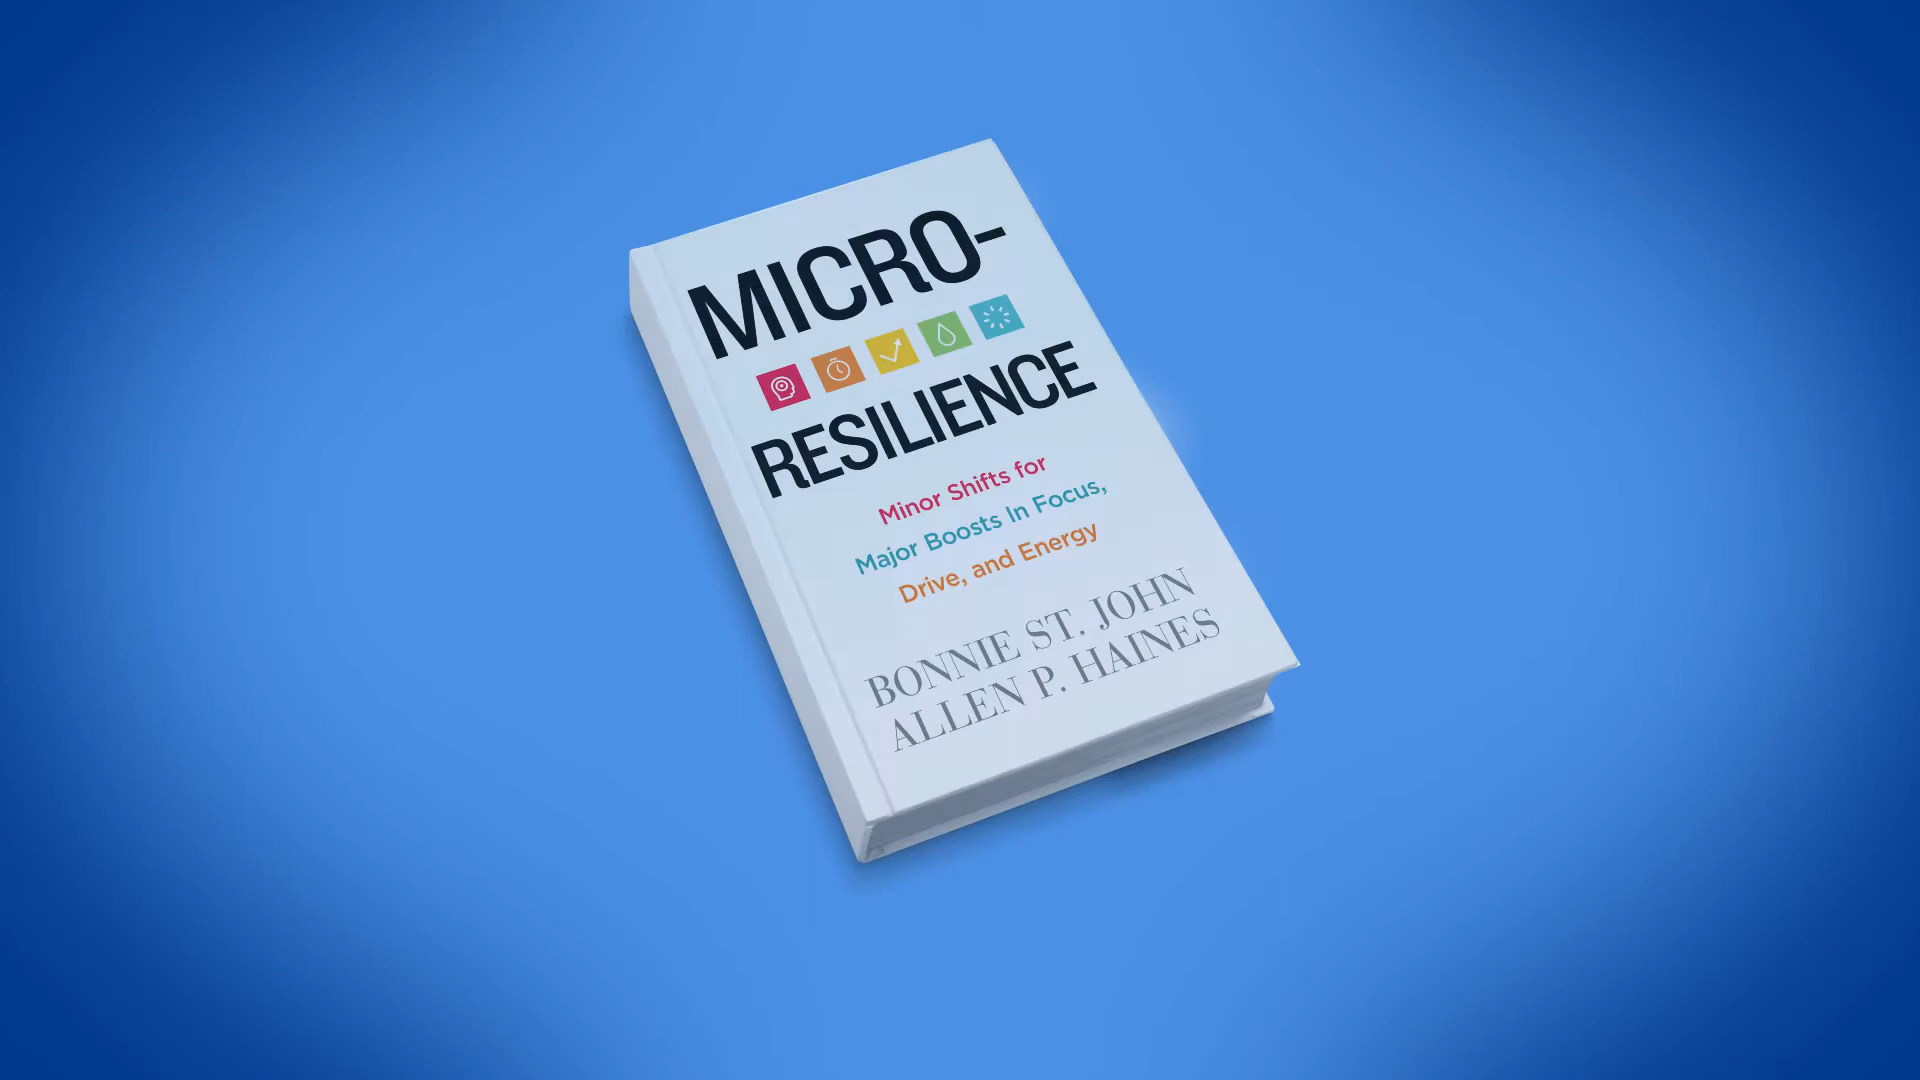 MICRO-
RESILIENCE
Minor Shifts for
Major Boosts In Focus,
Drive, and Energy
BONNIE ST. JOHN
ALLEN P. HAINES